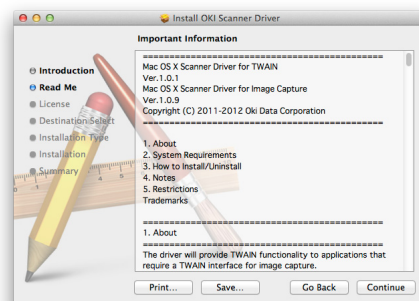 Install OKI Scanner Driver
Important Information
Introduction
Read Me
License
Destination Select
Installation Type
Installation
Summary
==================================================
Mac OS X Scanner Driver for TWAIN
Ver.1.0.1
Mac OS X Scanner Driver for Image Capture
Ver.1.0.9
Copyright (C) 2011-2012 Oki Data Corporation
==================================================
1. About
2. System Requirements
3. How to Install/Uninstall
4. Notes
5. Restrictions
Trademarks
==================================================
1. About
==================================================
The driver will provide TWAIN functionality to applications that
require a TWAIN interface for image capture.
Print...
Save...
Go Back
Continue